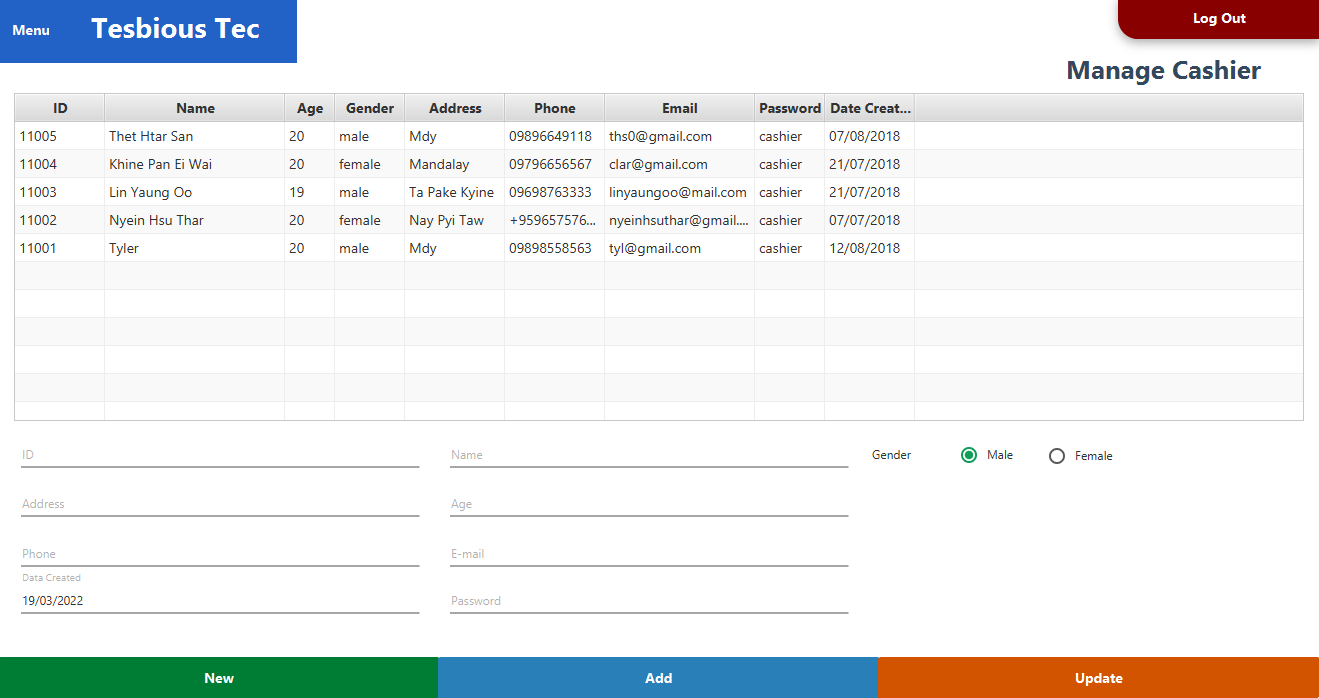 Menu Tesbious Tec Log Out
Manage Cashier
ID Name Age Gender Address Phone Email Password Date Creat...
11005 Thet Htar San 20 male Mdy 09896649118 ths0@gmail.com cashier 07/08/2018
11004 Khine Pan Ei Wai 20 female Mandalay 09796656567 clar@gmail.com cashier 21/07/2018
11003 Lin Yaung Oo 19 male Ta Pake Kyine 09698763333 linyaungoo@mail.com cashier 21/07/2018
11002 Nyein Hsu Thar 20 female Nay Pyi Taw +959657576... nyeinhsuthar@gmail.... cashier 07/07/2018
11001 Tyler 20 male Mdy 09898558563 tyl@gmail.com cashier 12/08/2018
ID Name Gender Male Female
Address Age
Phone E-mail
Data Created
19/03/2022 Password
New Add Update